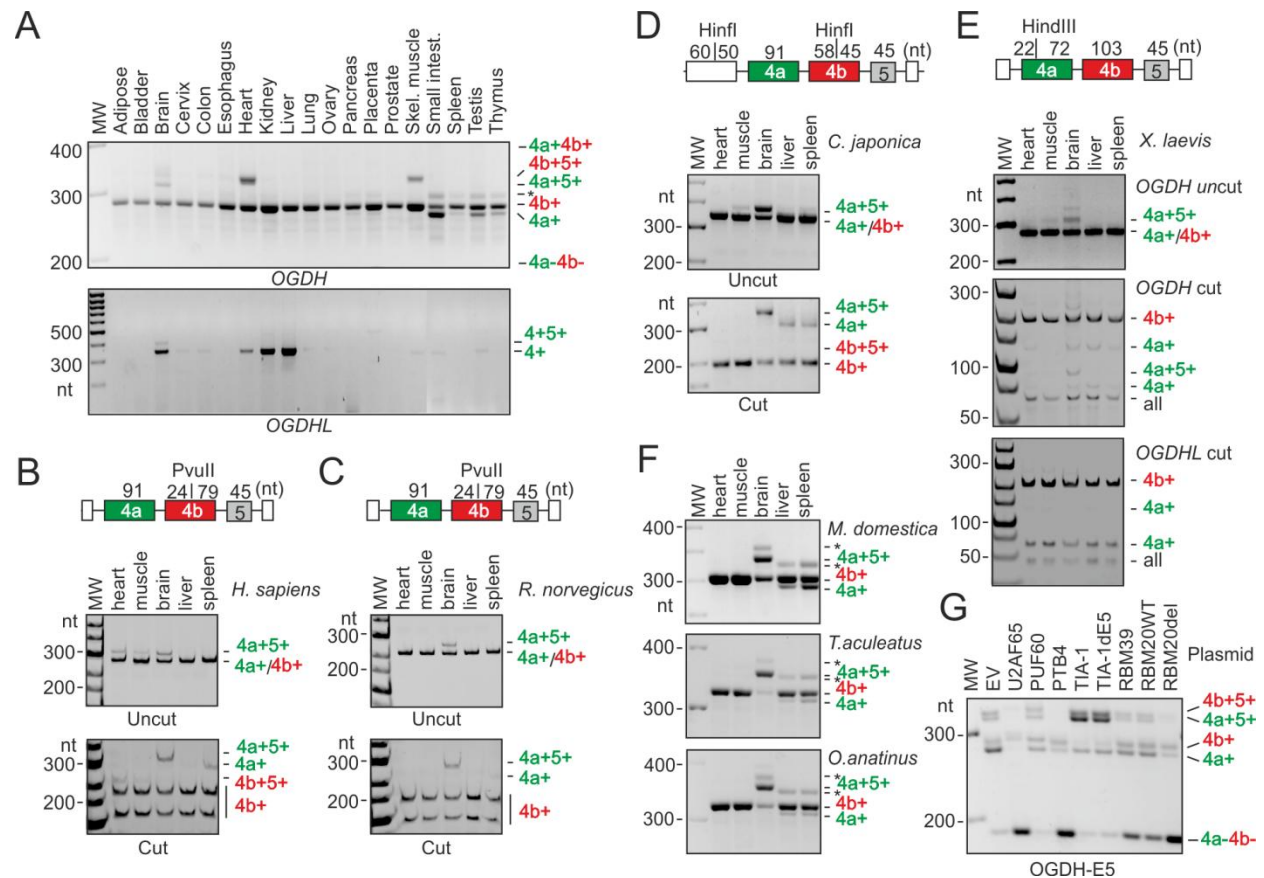 A
MW
Adipose
Bladder
Brain
Cervix
Colon
Esophagus
Heart
Kidney
Liver
Lung
Ovary
Pancreas
Placenta
Prostate
Skel. muscle
Small intest.
Spleen
Testis
Thymus
400
300
200
4a+4b+
4b+5+
4a+5+
*
4b+
4a+
4a-4b-
OGDH
500
300
nt
4+5+
4+
OGDHL
B
PvuII
91 24|79 45 (nt)
4a 4b 5
MW heart muscle brain liver spleen
H. sapiens
nt
300
200
4a+5+
4a+/4b+
Uncut
nt
200
4a+5+
4a+
4b+5+
4b+
Cut
C
PvuII
91 24|79 45 (nt)
4a 4b 5
MW heart muscle brain liver spleen
R. norvegicus
nt
300
200
4a+5+
4a+/4b+
Uncut
nt
200
4a+5+
4a+
4b+
Cut
D
HinfI HinfI
60|50 91 58|45 45 (nt)
4a 4b 5
MW heart muscle brain liver spleen
C. japonica
nt
300
200
4a+5+
4a+/4b+
Uncut
nt
300
200
4a+5+
4a+
4b+5+
4b+
Cut
E
HindIII
22|72 103 45 (nt)
4a 4b 5
MW heart muscle brain liver spleen
X. laevis
nt
300
200
OGDH uncut
4a+5+
4a+/4b+
300
100
50
OGDH cut
4b+
4a+
4a+5+
4a+
all
300
100
50
OGDHL cut
4b+
4a+
4a+
all
F
MW heart muscle brain liver spleen
400
300
nt
M. domestica
*
4a+5+
*
4b+
4a+
400
300
T.aculeatus
*
4a+5+
*
4b+
4a+
400
300
O.anatinus
*
4a+5+
*
4b+
4a+
G
MW
EV
U2AF65
PUF60
PTB4
TIA-1
TIA-1dE5
RBM39
RBM20WT
RBM20del
Plasmid
nt
300
200
4b+5+
4a+5+
4b+
4a+
4a-4b-
OGDH-E5